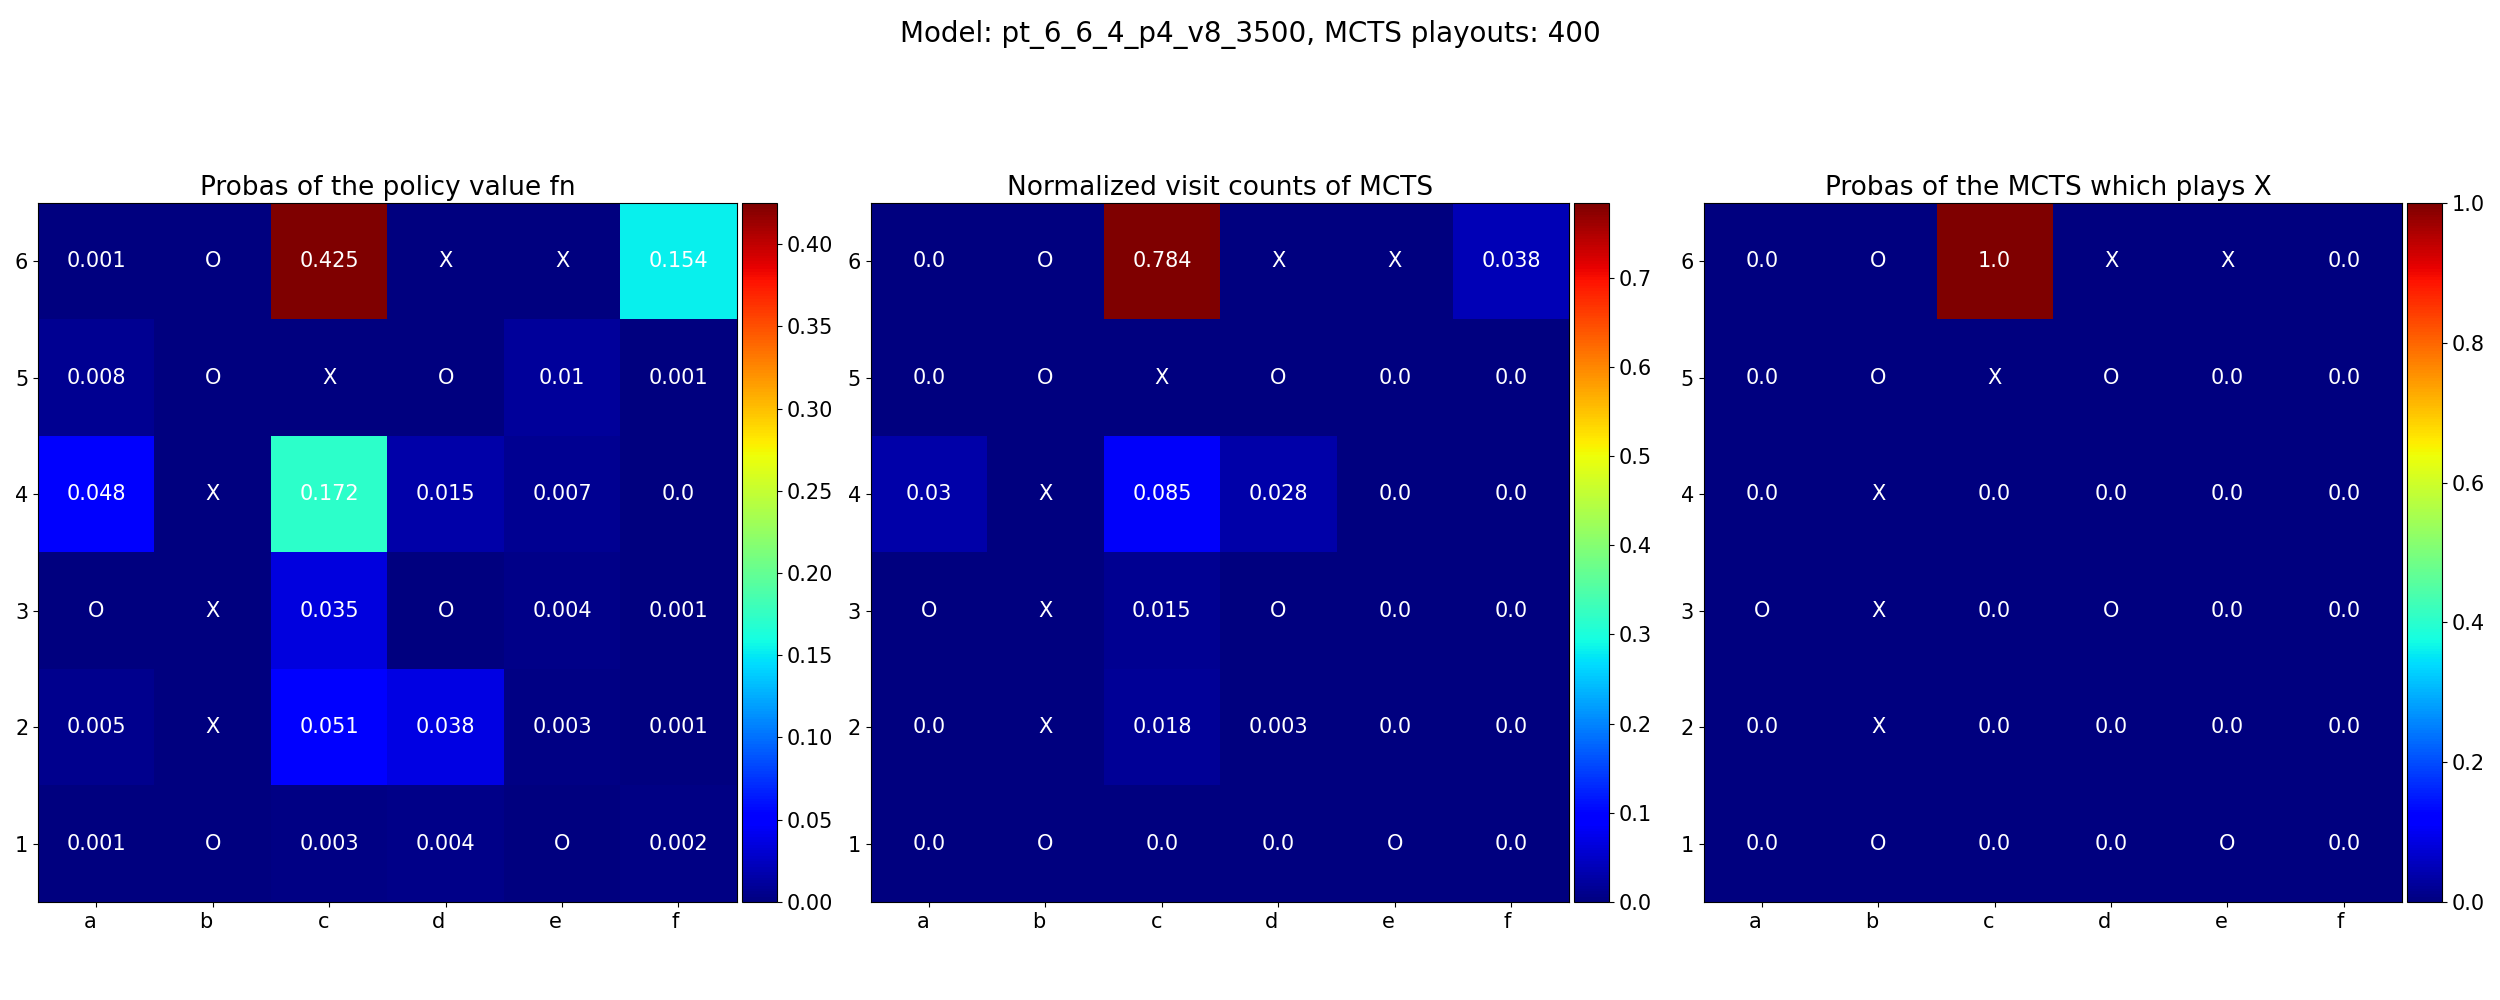 Model: pt_6_6_4_p4_v8_3500, MCTS playouts: 400
Probas of the policy value fn
6 0.001 O 0.425 X X 0.154
5 0.008 O X O 0.01 0.001
4 0.048 X 0.172 0.015 0.007 0.0
3 O X 0.035 O 0.004 0.001
2 0.005 X 0.051 0.038 0.003 0.001
1 0.001 O 0.003 0.004 O 0.002
a b c d e f
0.40
0.35
0.30
0.25
0.20
0.15
0.10
0.05
0.00
Normalized visit counts of MCTS
6 0.0 O 0.784 X X 0.038
5 0.0 O X O 0.0 0.0
4 0.03 X 0.085 0.028 0.0 0.0
3 O X 0.015 O 0.0 0.0
2 0.0 X 0.018 0.003 0.0 0.0
1 0.0 O 0.0 0.0 O 0.0
a b c d e f
0.7
0.6
0.5
0.4
0.3
0.2
0.1
0.0
Probas of the MCTS which plays X
6 0.0 O 1.0 X X 0.0
5 0.0 O X O 0.0 0.0
4 0.0 X 0.0 0.0 0.0 0.0
3 O X 0.0 O 0.0 0.0
2 0.0 X 0.0 0.0 0.0 0.0
1 0.0 O 0.0 0.0 O 0.0
a b c d e f
1.0
0.8
0.6
0.4
0.2
0.0